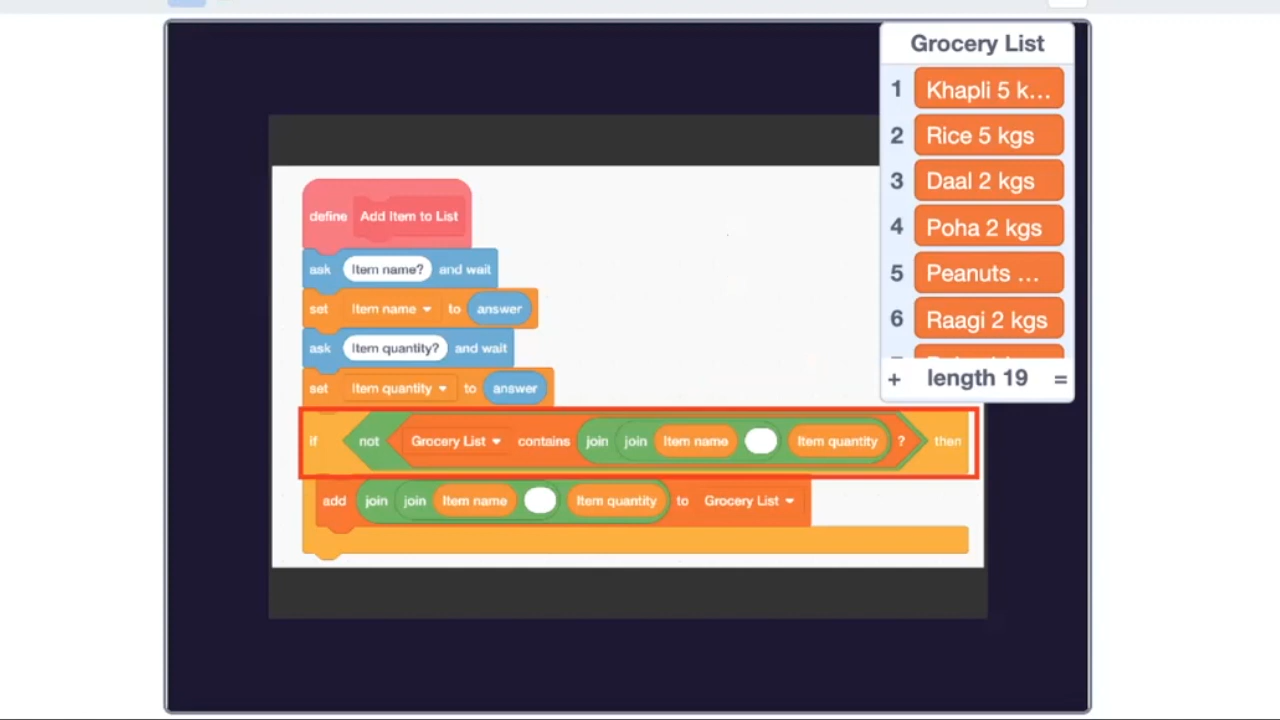 Grocery List
1 Khapli 5 k...
2 Rice 5 kgs
3 Daal 2 kgs
4 Poha 2 kgs
5 Peanuts ...
6 Raagi 2 kgs
+ length 19 =
define Add Item to List
ask Item name? and wait
set Item name to answer
ask Item quantity? and wait
set Item quantity to answer
if not Grocery List contains join join Item name Item quantity ? then
add join join Item name Item quantity to Grocery List